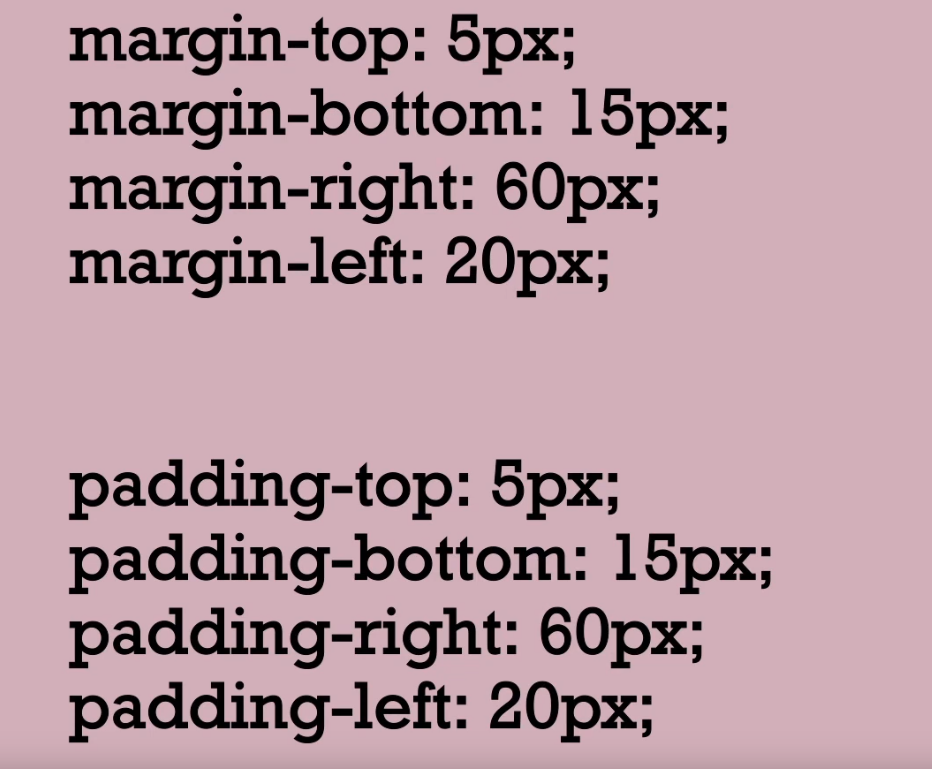 margin-top: 5px;
margin-bottom: 15px;
margin-right: 60px;
margin-left: 20px;
padding-top: 5px;
padding-bottom: 15px;
padding-right: 60px;
padding-left: 20px;